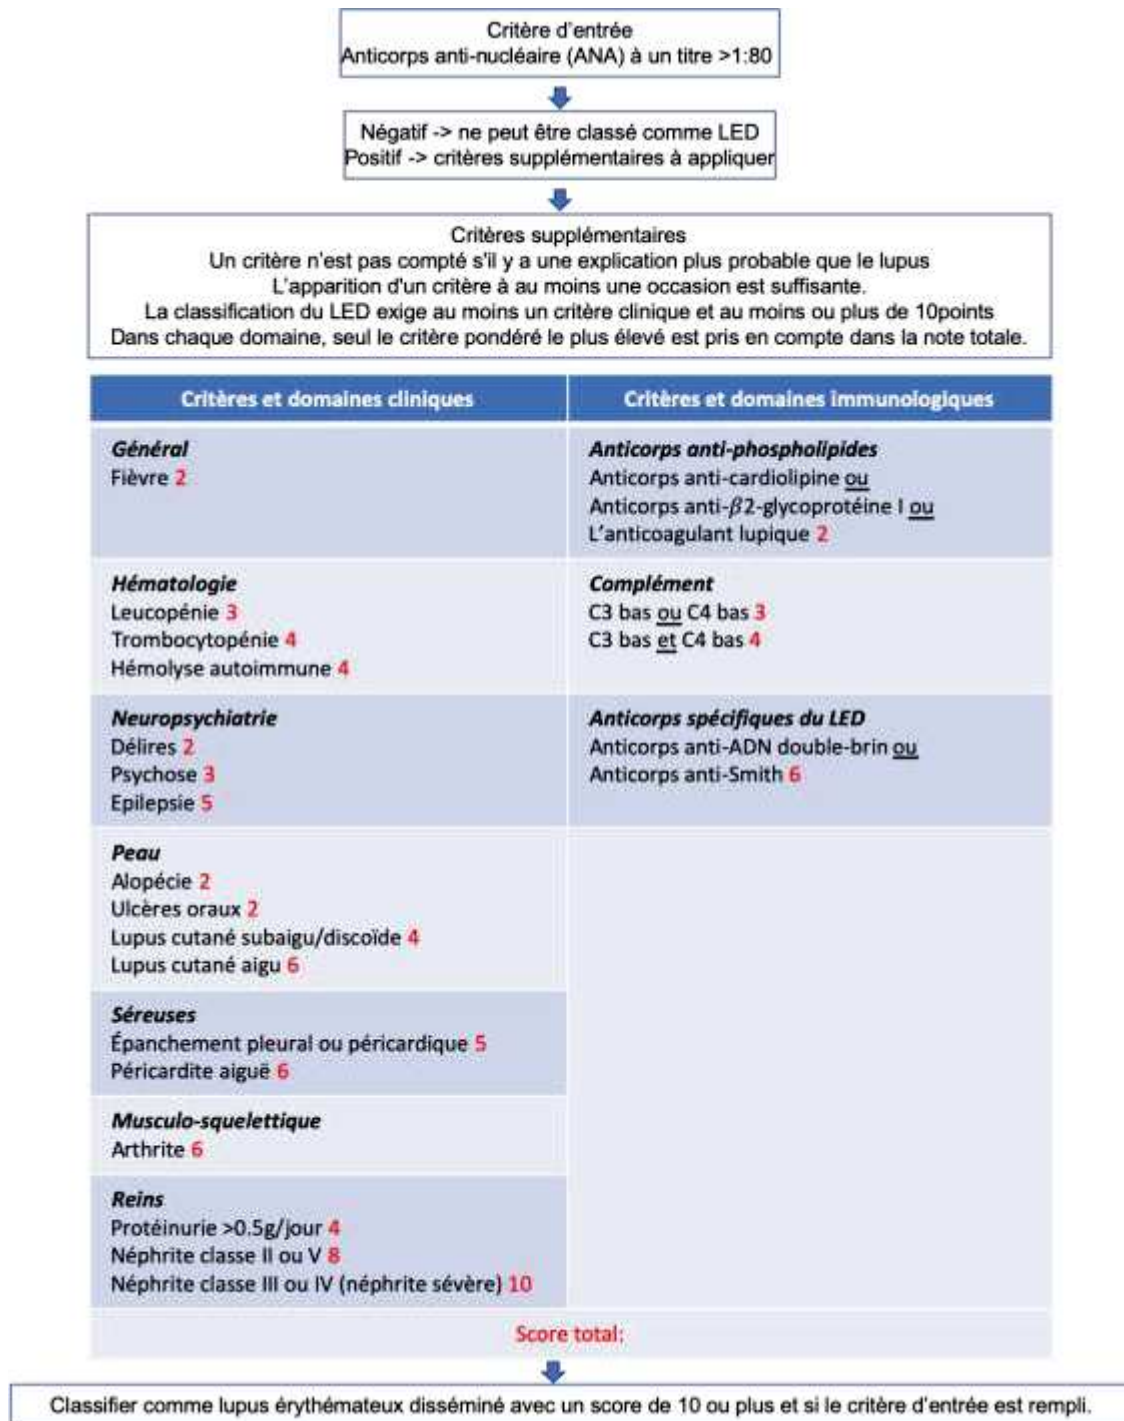 Critère d'entrée
Anticorps anti-nucléaire (ANA) à un titre >1:80
Négatif -> ne peut être classé comme LED
Positif -> critères supplémentaires à appliquer
Critères supplémentaires
Un critère n'est pas compté s'il y a une explication plus probable que le lupus
L'apparition d'un critère à au moins une occasion est suffisante.
La classification du LED exige au moins un critère clinique et au moins ou plus de 10points
Dans chaque domaine, seul le critère pondéré le plus élevé est pris en compte dans la note totale.
Critères et domaines cliniques
Général
Fièvre 2
Hématologie
Leucopénie 3
Trombocytopénie 4
Hémolyse autoimmune 4
Neuropsychiatrie
Délires 2
Psychose 3
Epilepsie 5
Peau
Alopécie 2
Ulcères oraux 2
Lupus cutané subaigu/discoïde 4
Lupus cutané aigu 6
Séreuses
Épanchement pleural ou péricardique 5
Péricardite aiguë 6
Musculo-squelettique
Arthrite 6
Reins
Protéinurie >0.5g/jour 4
Néphrite classe II ou V 8
Néphrite classe III ou IV (néphrite sévère) 10
Critères et domaines immunologiques
Anticorps anti-phospholipides
Anticorps anti-cardiolipine ou
Anticorps anti-β2-glycoprotéine I ou
L'anticoagulant lupique 2
Complément
C3 bas ou C4 bas 3
C3 bas et C4 bas 4
Anticorps spécifiques du LED
Anticorps anti-ADN double-brin ou
Anticorps anti-Smith 6
Score total:
Classifier comme lupus érythémateux disséminé avec un score de 10 ou plus et si le critère d'entrée est rempli.